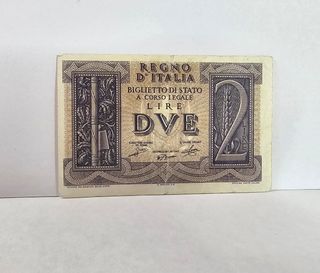 REGNO
D'ITALIA
BIGLIETTO DI STATO
A CORSO LEGALE
LIRE
DVE
2